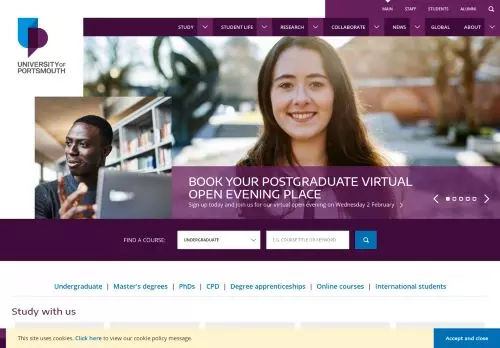 MAIN STAFF STUDENTS ALUMNI
STUDY STUDENT LIFE RESEARCH COLLABORATE NEWS GLOBAL ABOUT
UNIVERSITY OF
PORTSMOUTH
BOOK YOUR POSTGRADUATE VIRTUAL
OPEN EVENING PLACE
Sign up today and join us for our virtual open evening on Wednesday 2 February
FIND A COURSE: UNDERGRADUATE E.G. COURSE TITLE OR KEYWORD
Undergraduate | Master's degrees | PhDs | CPD | Degree apprenticeships | Online courses | International students
Study with us
This site uses cookies. Click here to view our cookie policy message. Accept and close